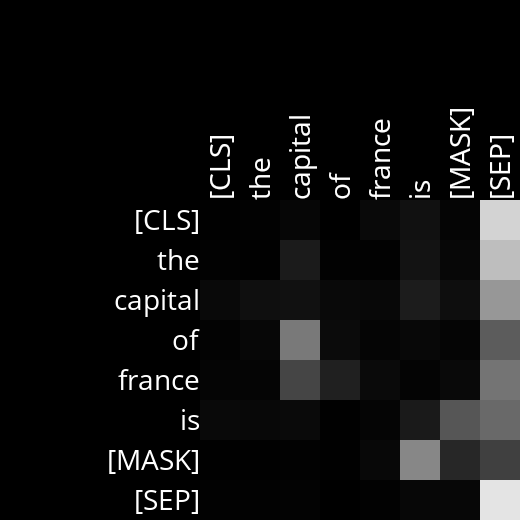 [CLS]
the
capital
of
france
is
[MASK]
[SEP]
[CLS]
the
capital
of
france
is
[MASK]
[SEP]